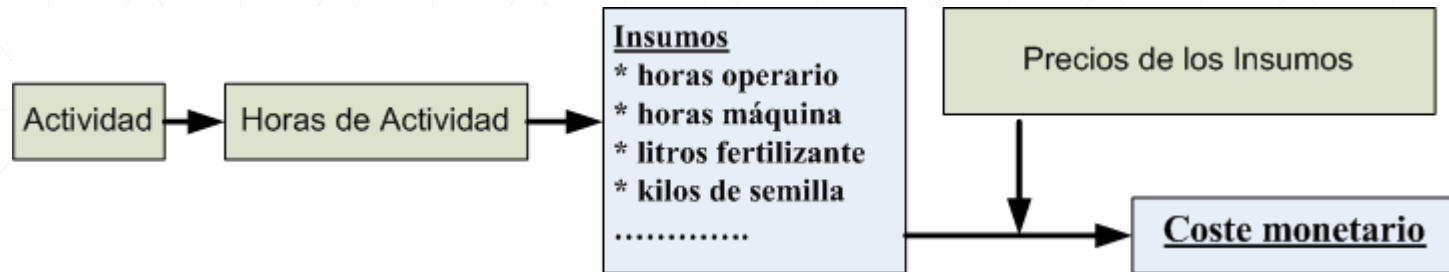 Actividad
Horas de Actividad
Insumos
* horas operario
* horas máquina
* litros fertilizante
* kilos de semilla
.............
Precios de los Insumos
Coste monetario